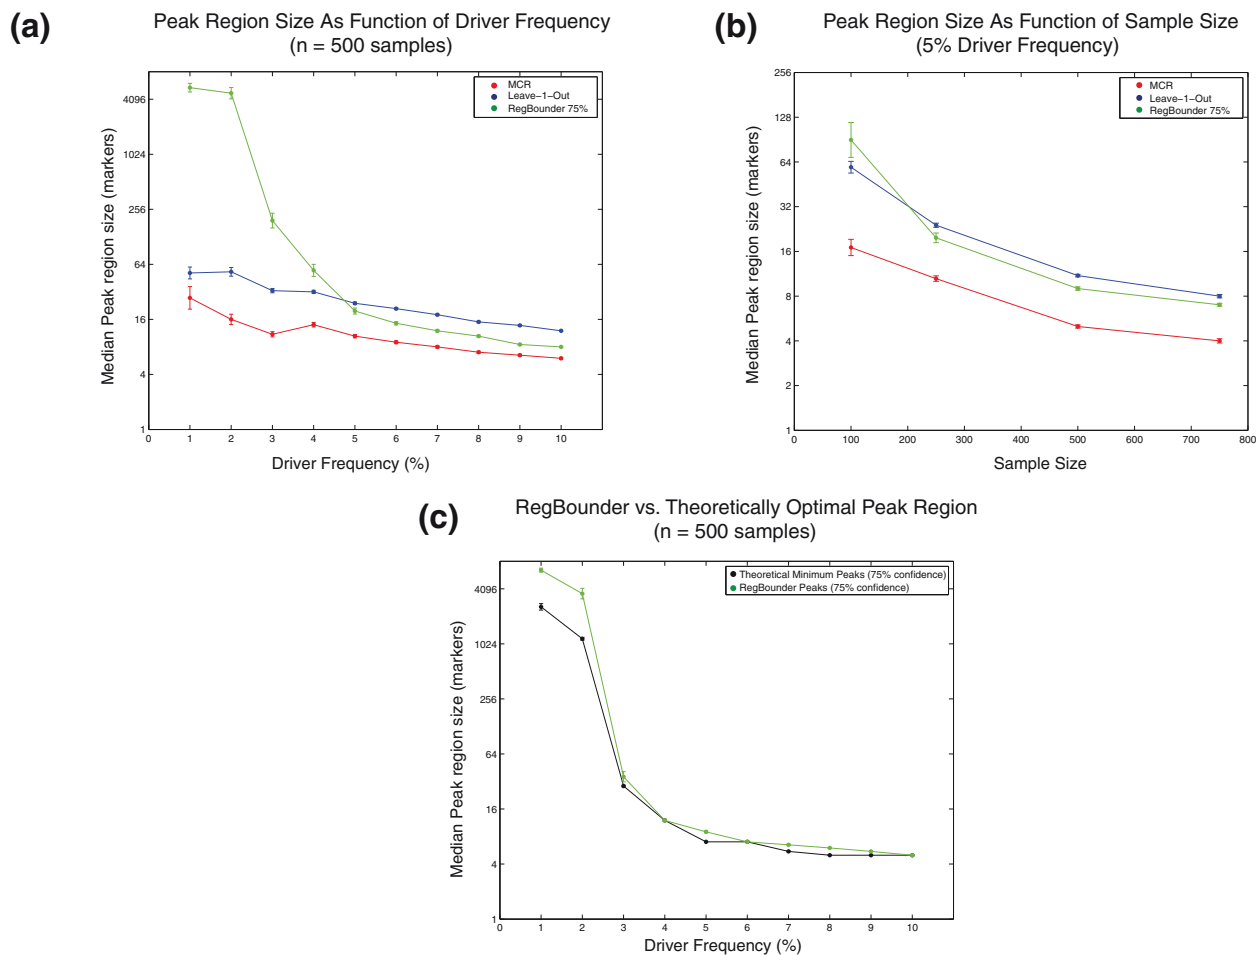 (a)
Peak Region Size As Function of Driver Frequency
(n = 500 samples)
MCR
Leave−1−Out
RegBounder 75%
Median Peak region size (markers)
4096
1024
256
64
16
4
1
0 1 2 3 4 5 6 7 8 9 10
Driver Frequency (%)
(b)
Peak Region Size As Function of Sample Size
(5% Driver Frequency)
MCR
Leave−1−Out
RegBounder 75%
Median Peak region size (markers)
256
128
64
32
16
8
4
2
1
0 100 200 300 400 500 600 700 800
Sample Size
(c)
RegBounder vs. Theoretically Optimal Peak Region
(n = 500 samples)
Theoretical Minimum Peaks (75% confidence)
RegBounder Peaks (75% confidence)
Median Peak region size (markers)
4096
1024
256
64
16
4
1
0 1 2 3 4 5 6 7 8 9 10
Driver Frequency (%)